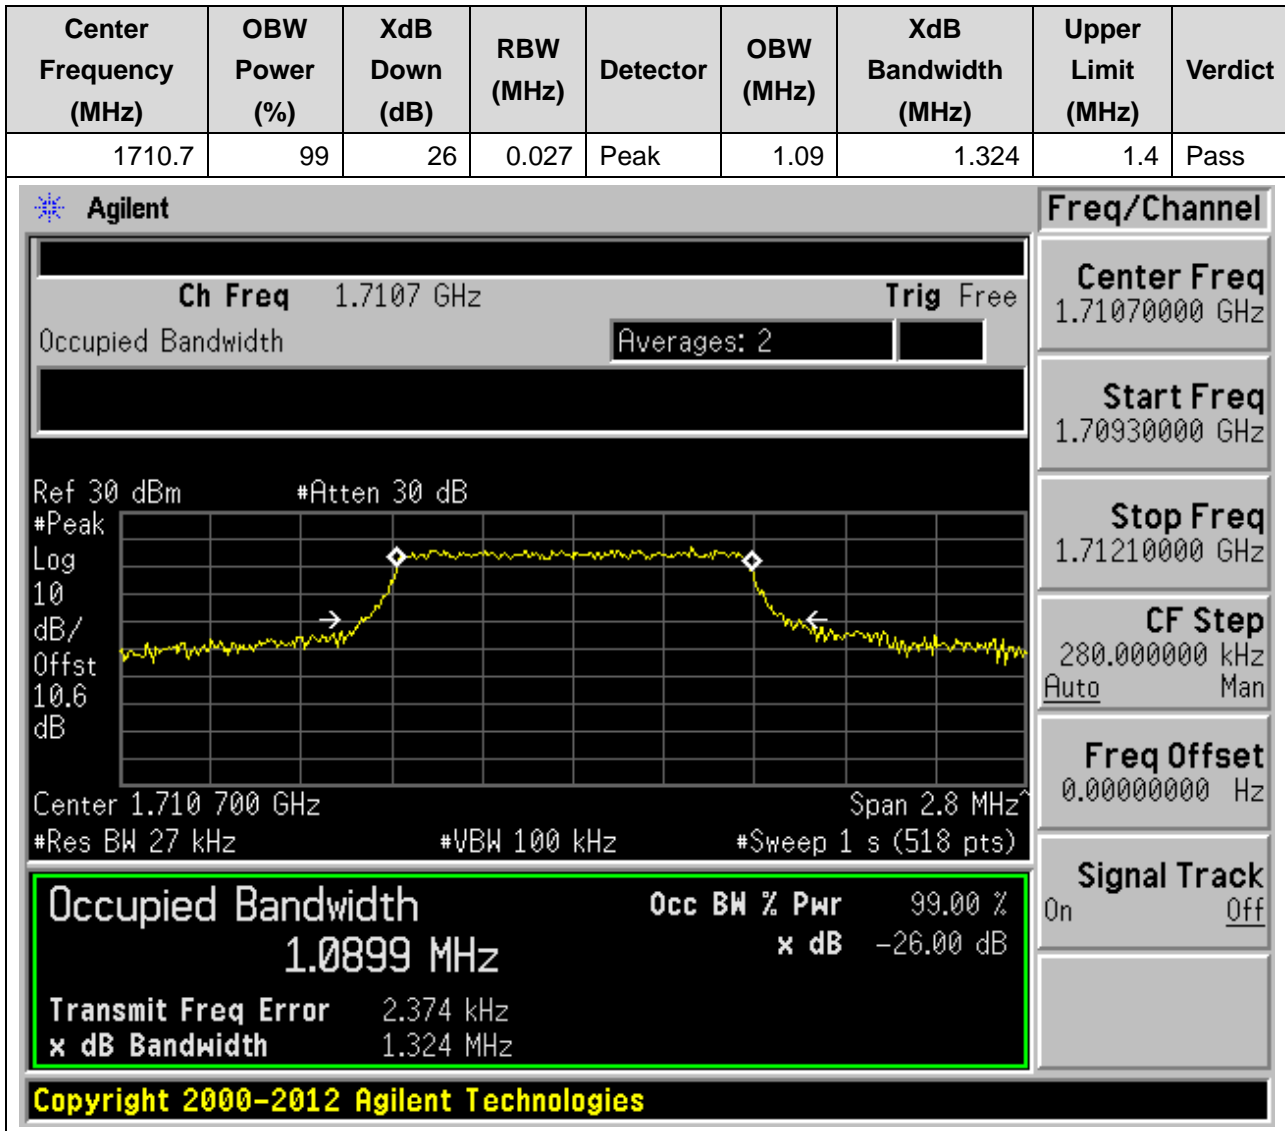 Center Frequency (MHz) OBW Power (%) XdB Down (dB) RBW (MHz) Detector OBW (MHz) XdB Bandwidth (MHz) Upper Limit (MHz) Verdict
1710.7 99 26 0.027 Peak 1.09 1.324 1.4 Pass
Agilent
Freq/Channel
Ch Freq 1.7107 GHz Trig Free
Occupied Bandwidth Averages: 2
Center Freq
1.71070000 GHz
Start Freq
1.70930000 GHz
Stop Freq
1.71210000 GHz
CF Step
280.000000 kHz
Auto Man
Freq Offset
0.00000000 Hz
Signal Track
On Off
Ref 30 dBm #Atten 30 dB
#Peak
Log
10
dB/
Offst
10.6
dB
Center 1.710 700 GHz Span 2.8 MHz^
#Res BW 27 kHz #VBW 100 kHz #Sweep 1 s (518 pts)
Occupied Bandwidth Occ BW % Pwr 99.00 %
1.0899 MHz x dB -26.00 dB
Transmit Freq Error 2.374 kHz
x dB Bandwidth 1.324 MHz
Copyright 2000-2012 Agilent Technologies